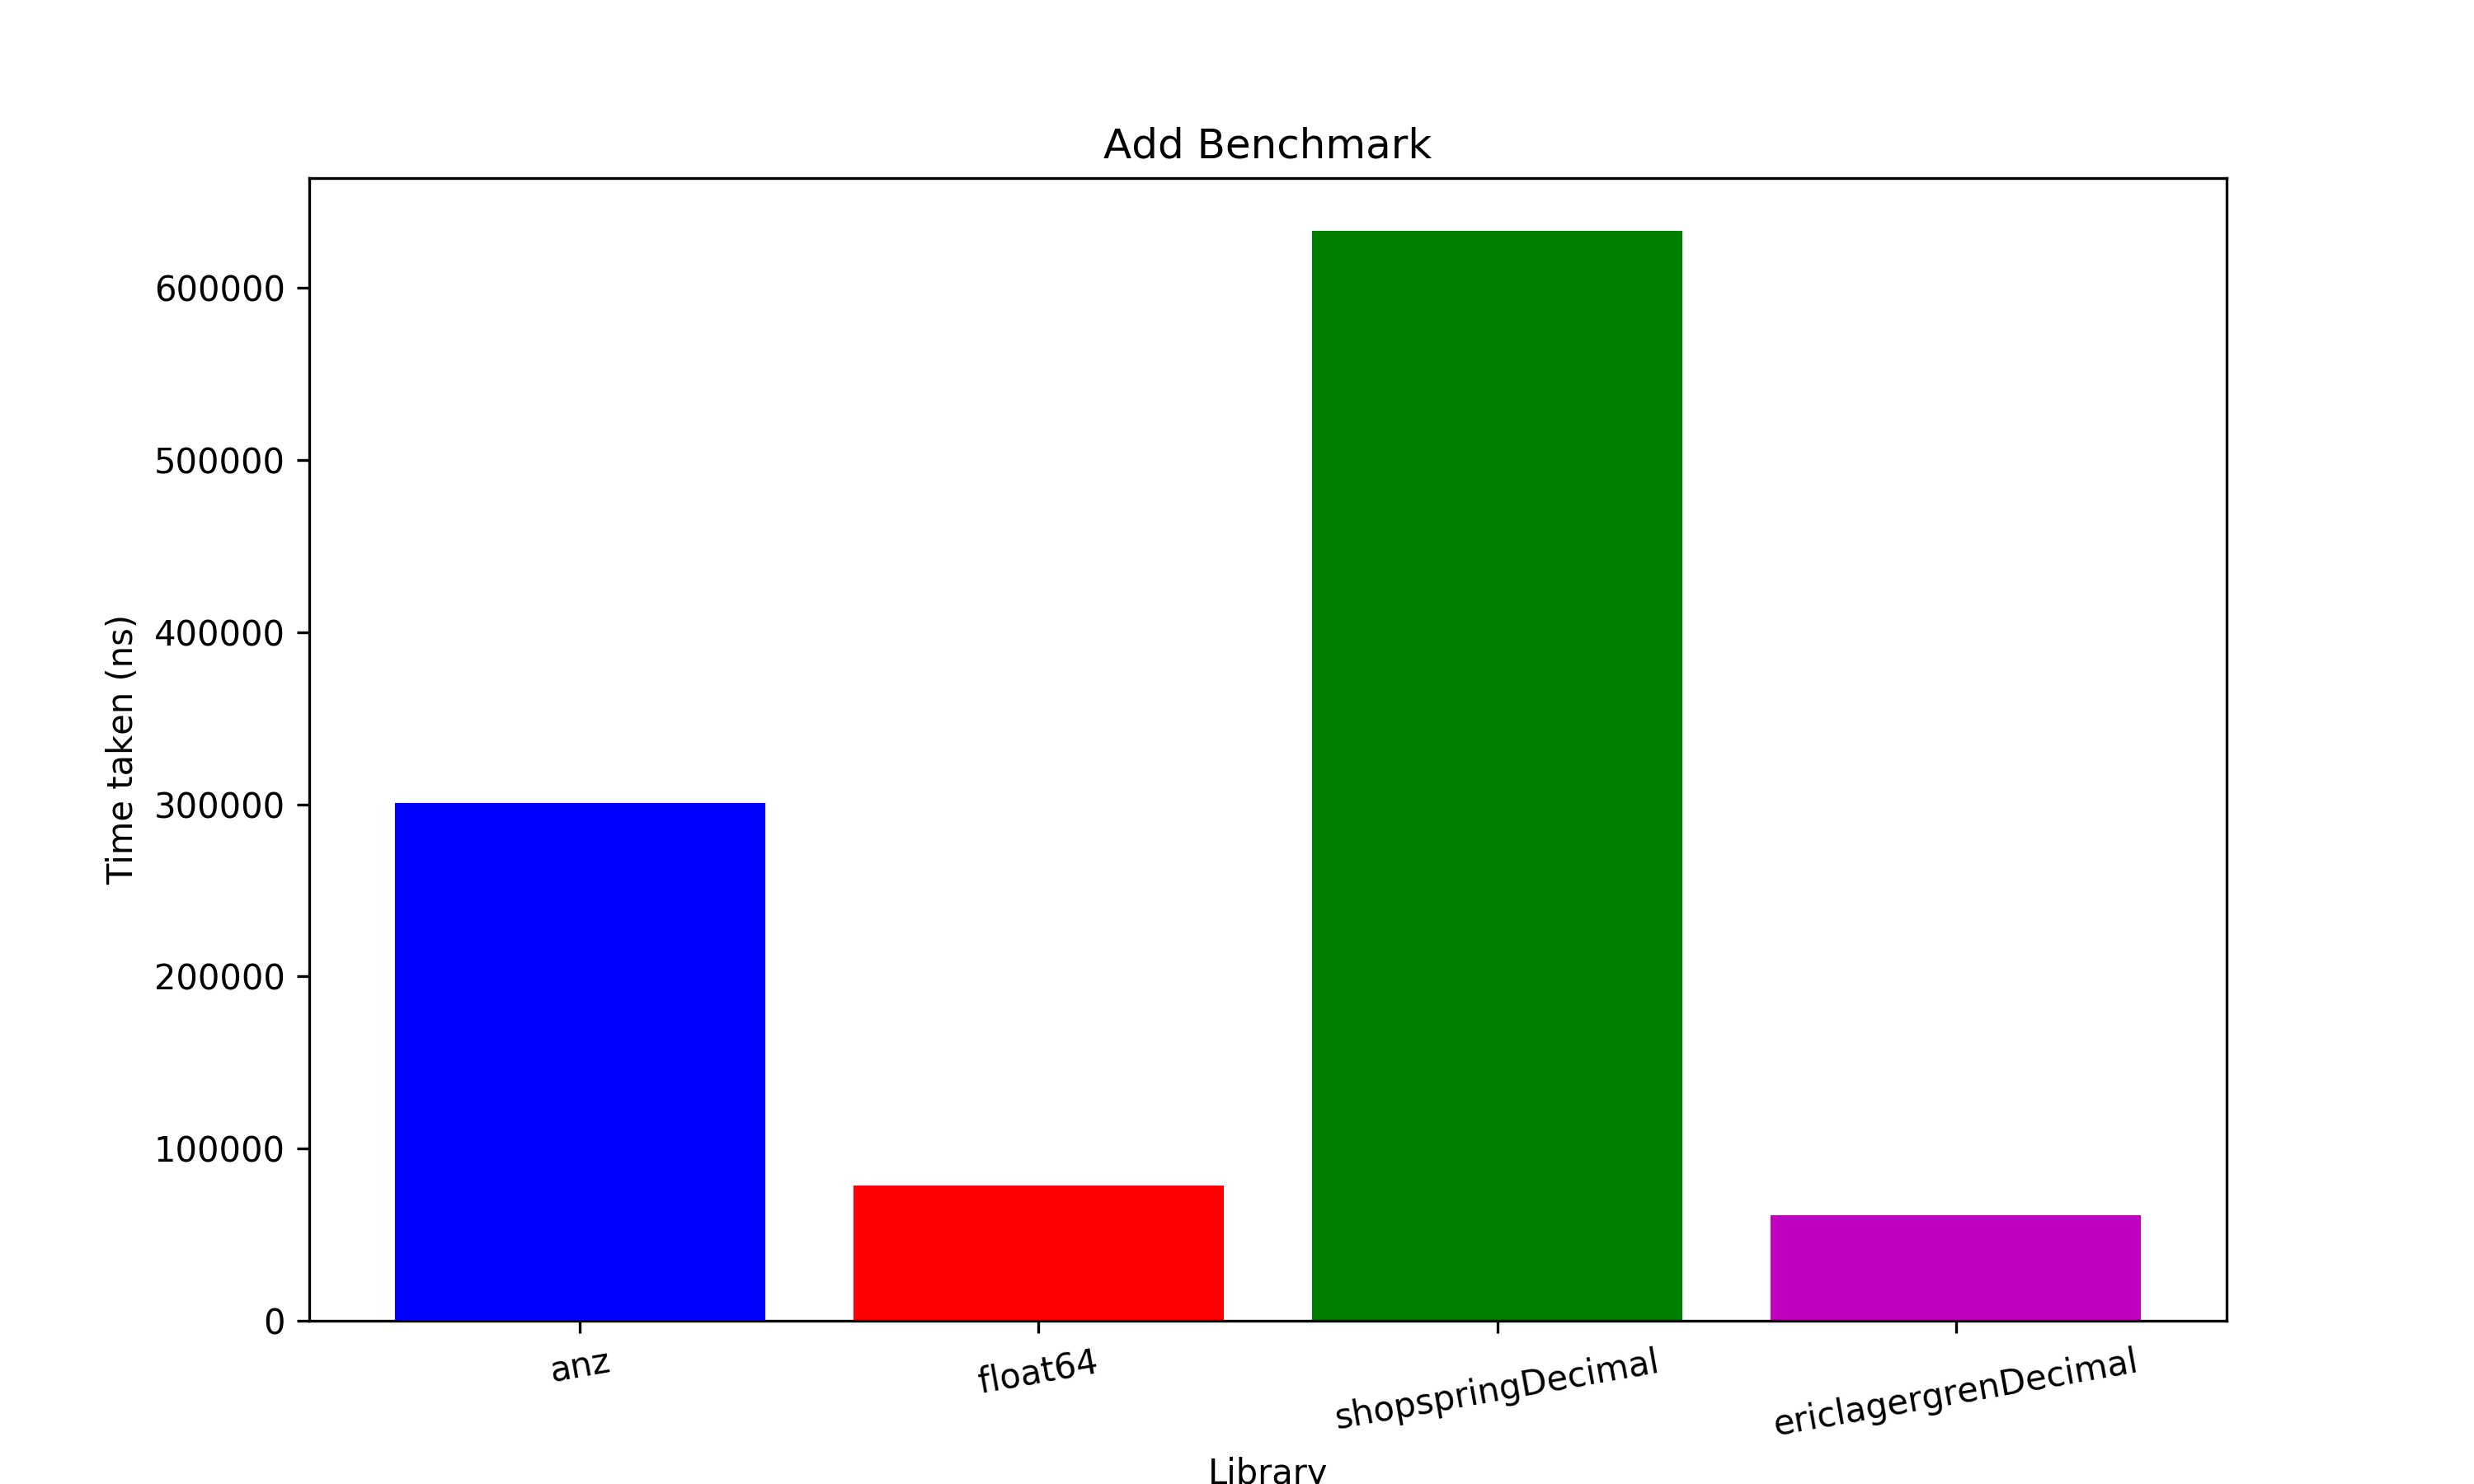 Add Benchmark
Time taken (ns)
600000
500000
400000
300000
200000
100000
0
anz
float64
shopspringDecimal
ericlagergrenDecimal
Library